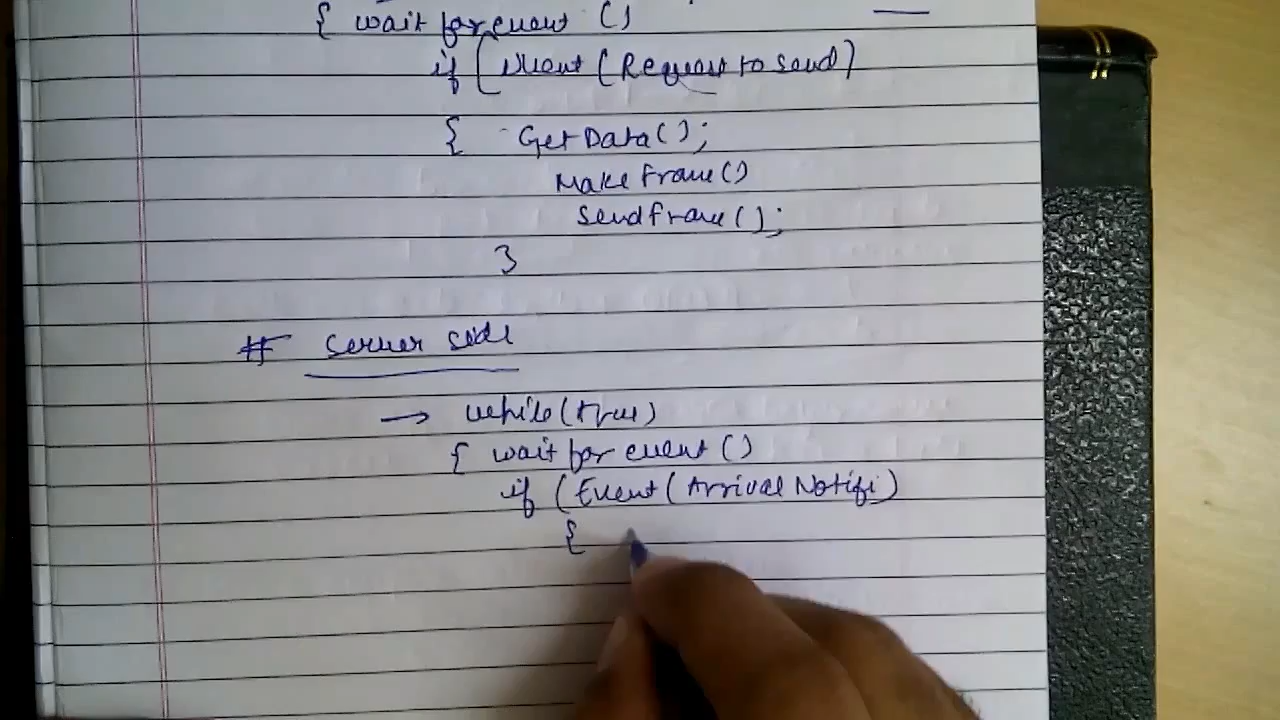 { wait for event ()
if ( Event ( Request to send )
{ Get Data ( ) ;
Make frame ( )
send frame ( ) ;
}
# Server side
→ while ( true )
{ wait for event ( )
if ( Event ( Arrival Notifi )
{